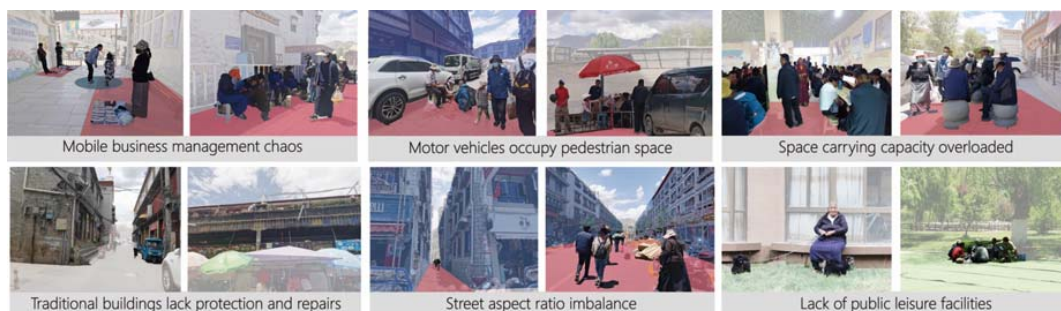 Mobile business management chaos
Motor vehicles occupy pedestrian space
Space carrying capacity overloaded
Traditional buildings lack protection and repairs
Street aspect ratio imbalance
Lack of public leisure facilities